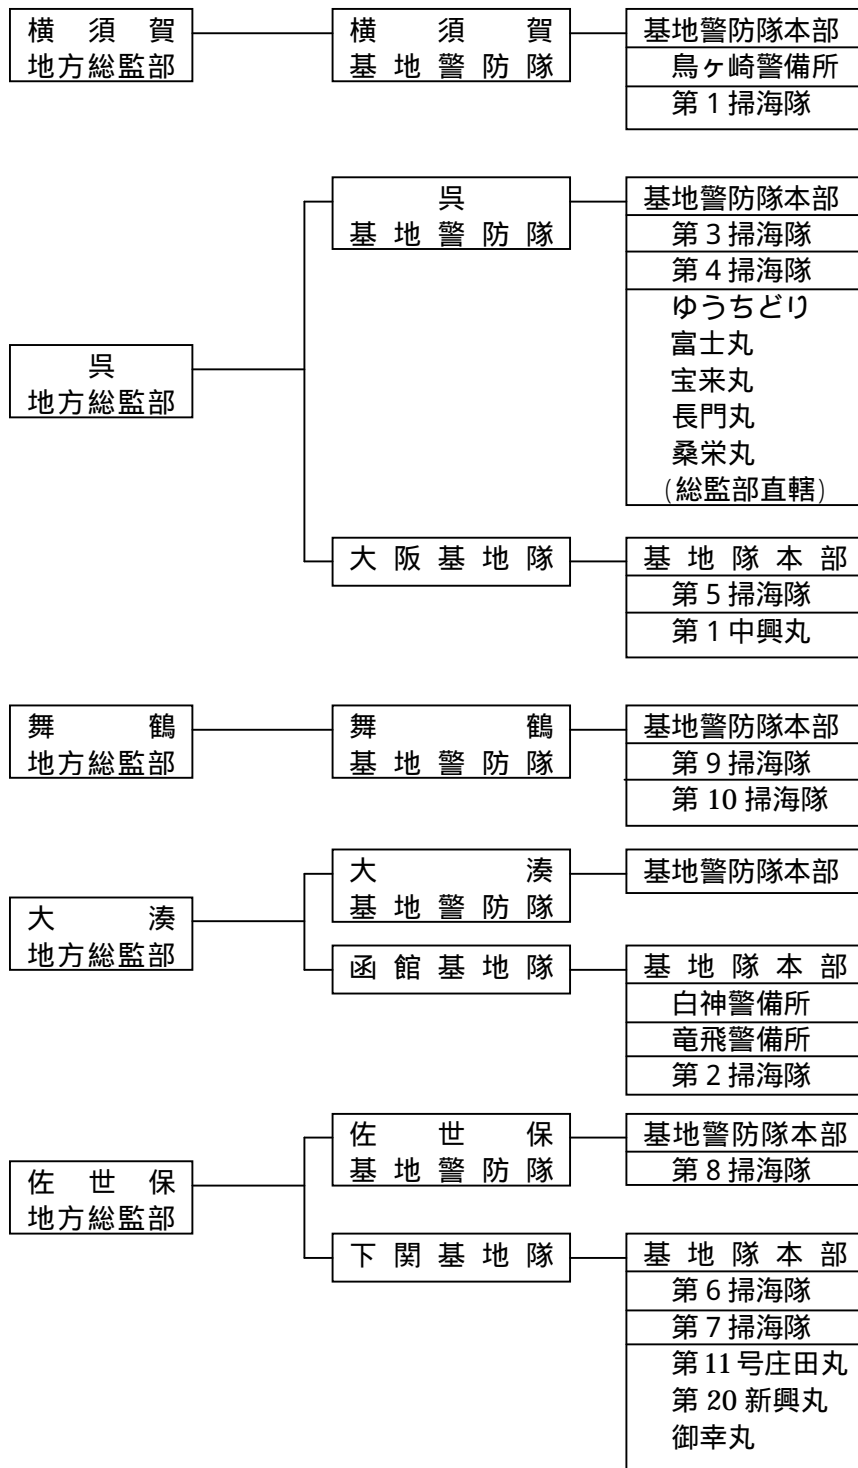 横須賀
地方総監部
横須賀
基地警防隊
基地警防隊本部
鳥ヶ崎警備所
第1掃海隊
呉
地方総監部
呉
基地警防隊
基地警防隊本部
第3掃海隊
第4掃海隊
ゆうちどり
富士丸
宝来丸
長門丸
桑栄丸
(総監部直轄)
大阪基地隊
基地隊本部
第5掃海隊
第1中興丸
舞鶴
地方総監部
舞鶴
基地警防隊
基地警防隊本部
第9掃海隊
第10掃海隊
大湊
地方総監部
大湊
基地警防隊
基地警防隊本部
函館基地隊
基地隊本部
白神警備所
竜飛警備所
第2掃海隊
佐世保
地方総監部
佐世保
基地警防隊
基地警防隊本部
第8掃海隊
下関基地隊
基地隊本部
第6掃海隊
第7掃海隊
第11号庄田丸
第20新興丸
御幸丸